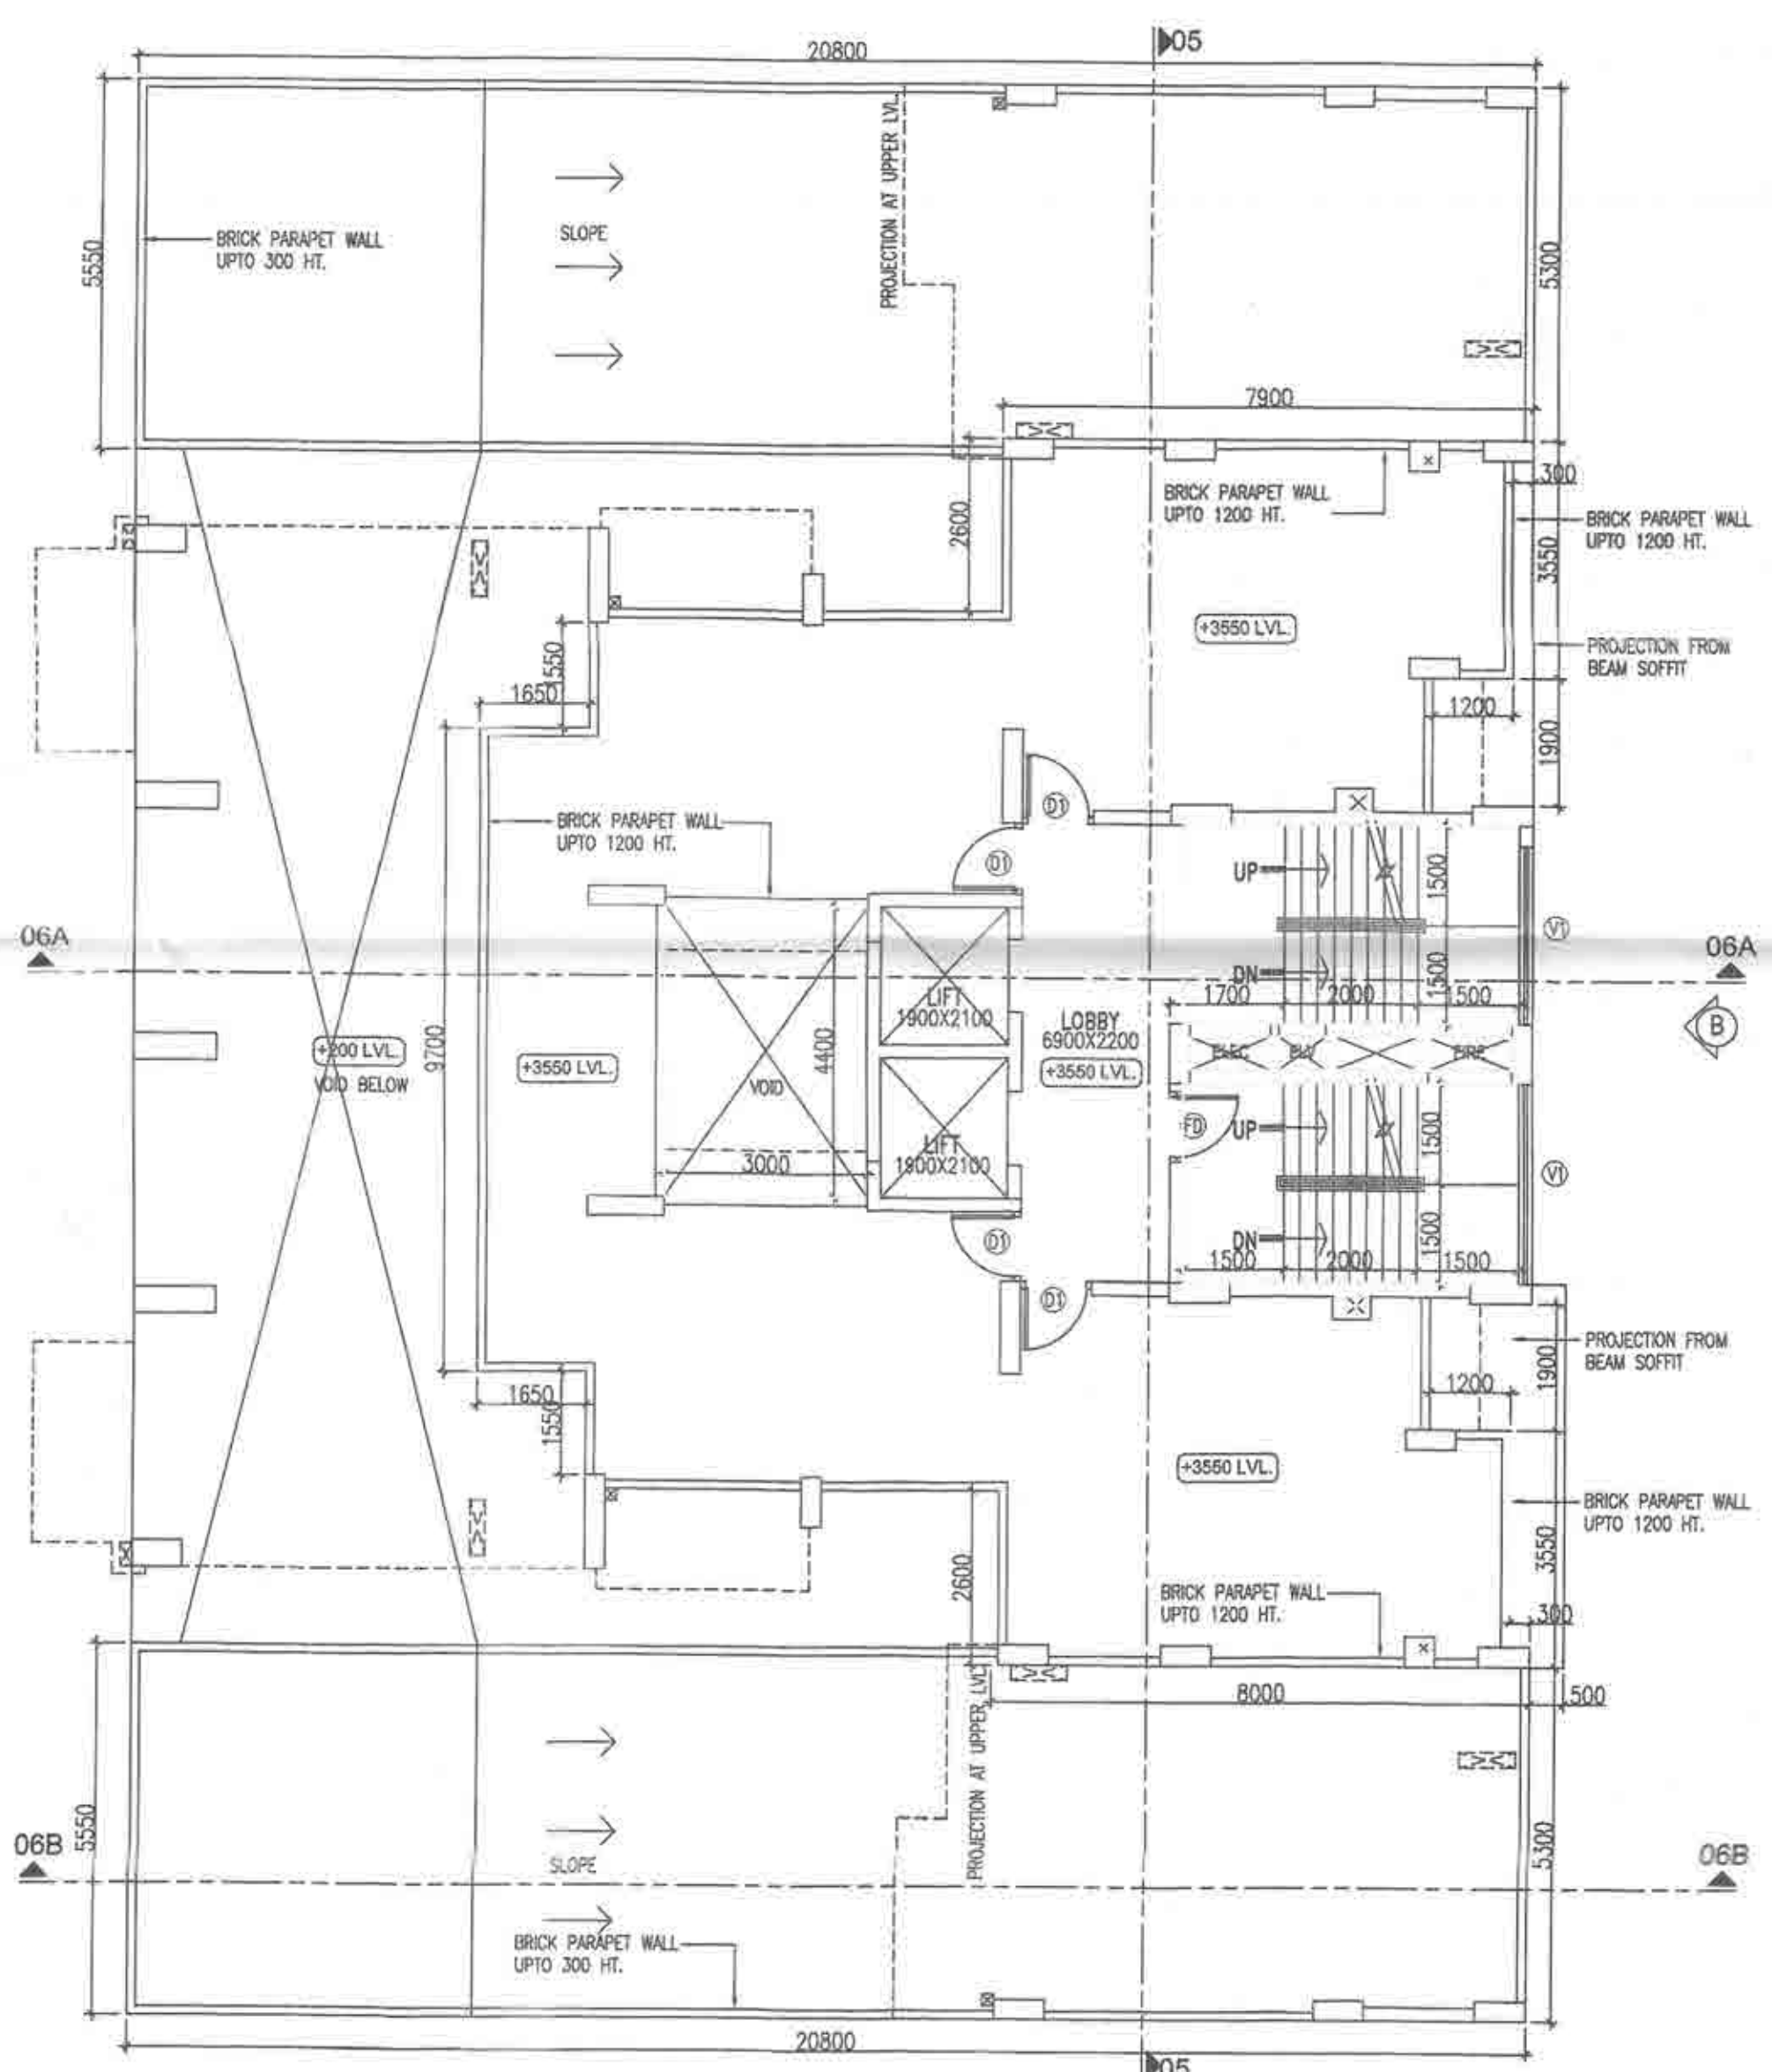 05
20800
PROJECTION AT UPPER LVL.
5550
BRICK PARAPET WALL
UPTO 300 HT.
SLOPE
5300
7900
300
BRICK PARAPET WALL
UPTO 1200 HT.
BRICK PARAPET WALL
UPTO 1200 HT.
2600
3550
+3550 LVL.
PROJECTION FROM
BEAM SOFFIT
1550
1650
1200
1900
D1
BRICK PARAPET WALL
UPTO 1200 HT.
D1
UP
1500
V1
06A
06A
DN
1500
1700
2000
1500
LIFT
1900X2100
LOBBY
6900X2200
+3550 LVL.
B
+200 LVL.
VOID BELOW
9700
+3550 LVL.
4400
VOID
ELEC
ELV
FIRE
FD
UP
1500
LIFT
1900X2100
3000
V1
DN
1500
1500
2000
1500
D1
D1
PROJECTION FROM
BEAM SOFFIT
1900
1200
1650
1550
+3550 LVL.
BRICK PARAPET WALL
UPTO 1200 HT.
3550
2600
BRICK PARAPET WALL
UPTO 1200 HT.
300
8000
500
PROJECTION AT UPPER LVL.
5550
5300
06B
SLOPE
06B
BRICK PARAPET WALL
UPTO 300 HT.
20800
05